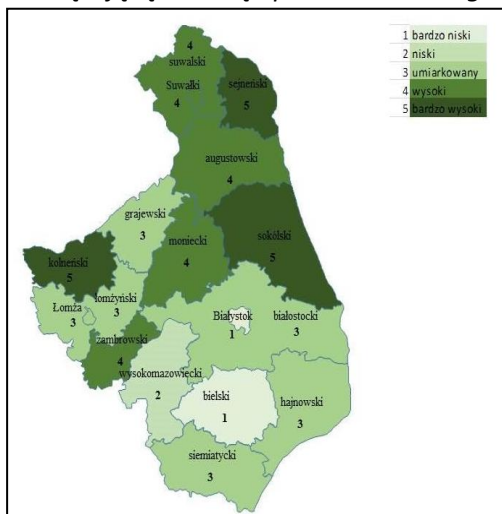 1 bardzo niski
2 niski
3 umiarkowany
4 wysoki
5 bardzo wysoki
4
suwalski
Suwałki
4
sejneński
5
augustowski
4
grajewski
3
moniecki
4
sokólski
5
kolneński
5
Łomża
3
łomżyński
3
zambrowski
4
Białystok
1
białostocki
3
wysokomazowiecki
2
bielski
1
hajnowski
3
siemiatycki
3